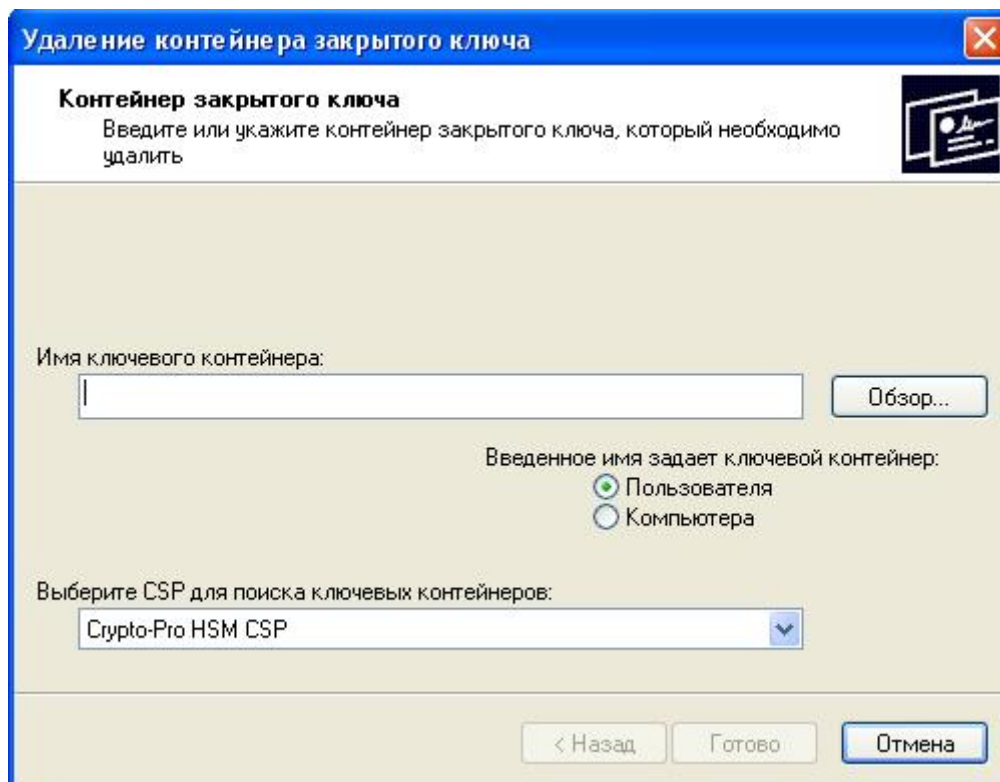 Удаление контейнера закрытого ключа
Контейнер закрытого ключа
Введите или укажите контейнер закрытого ключа, который необходимо
удалить
Имя ключевого контейнера:
Обзор...
Введенное имя задает ключевой контейнер:
Пользователя
Компьютера
Выберите CSP для поиска ключевых контейнеров:
Crypto-Pro HSM CSP
< Назад
Готово
Отмена